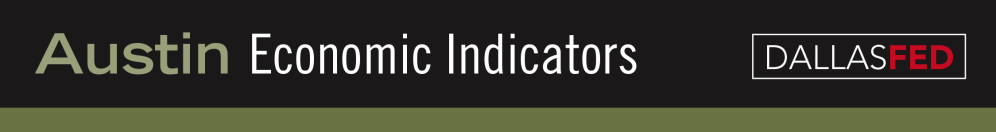 Austin Economic Indicators
DALLASFED